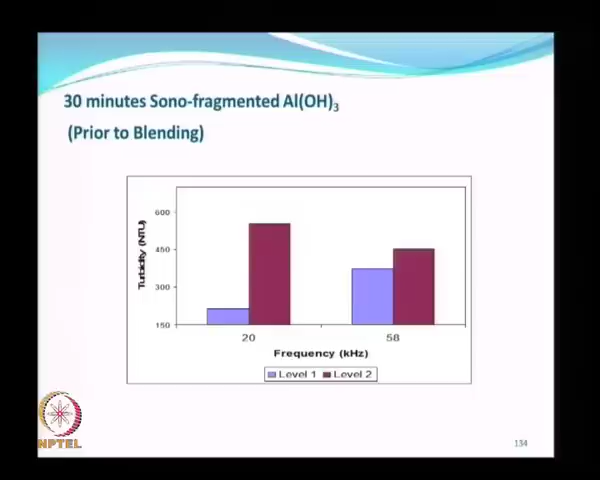 30 minutes Sono-fragmented Al(OH)₃
(Prior to Blending)
Turbidity (NTU)
600
450
300
150
20
58
Frequency (kHz)
Level 1
Level 2
NPTEL
134